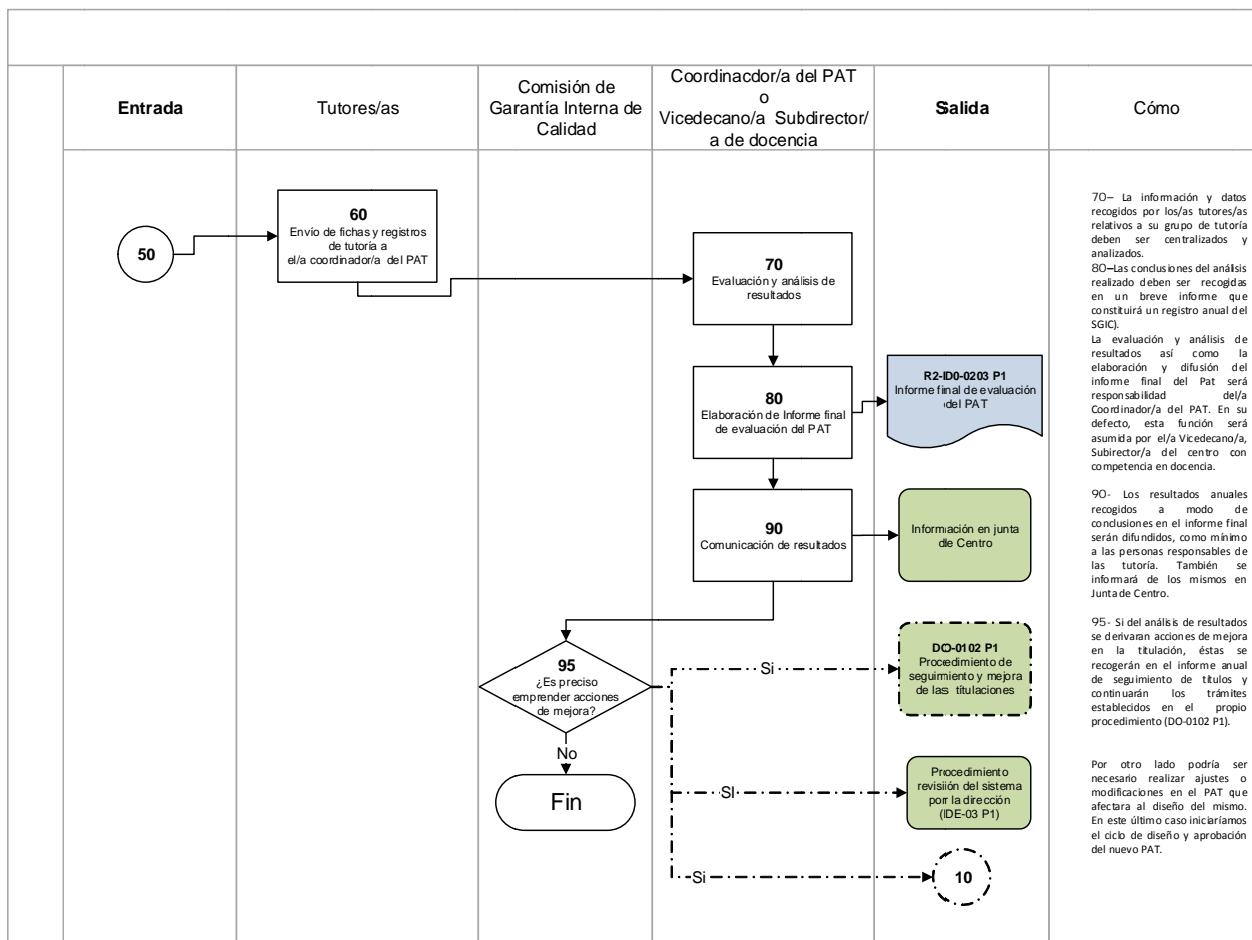 Entrada
Tutores/as
Comisión de
Garantía Interna de
Calidad
Coordinacdor/a del PAT
o
Vicedecano/a Subdirector/
a de docencia
Salida
Cómo
50
60
Envío de fichas y registros
de tutoría a
el/a coordinador/a del PAT
70
Evaluación y análisis de
resultados
80
Elaboración de Informe final
de evaluación del PAT
R2-ID0-0203 P1
Informe final de evaluación
del PAT
90
Comunicación de resultados
Información en junta
de Centro
95
¿Es preciso
emprender acciones
de mejora?
Si
DO-0102 P1
Procedimiento de
seguimiento y mejora
de las titulaciones
No
Fin
SI
Procedimiento
revisión del sistema
por la dirección
(IDE-03 P1)
Si
10
70– La información y datos
recogidos por los/as tutores/as
relativos a su grupo de tutoría
deben ser centralizados y
analizados.
80–Las conclusiones del análisis
realizado deben ser recogidas
en un breve informe que
constituirá un registro anual del
SGIC).
La evaluación y análisis de
resultados así como la
elaboración y difusión del
informe final del Pat será
responsabilidad del/a
Coordinador/a del PAT. En su
defecto, esta función será
asumida por el/a Vicedecano/a,
Subirector/a del centro con
competencia en docencia.
90- Los resultados anuales
recogidos a modo de
conclusiones en el informe final
serán difundidos, como mínimo
a las personas responsables de
las tutoría. También se
informará de los mismos en
Junta de Centro.
95- Si del análisis de resultados
se derivaran acciones de mejora
en la titulación, éstas se
recogerán en el informe anual
de seguimiento de títulos y
continuarán los trámites
establecidos en el propio
procedimiento (DO-0102 P1).
Por otro lado podría ser
necesario realizar ajustes o
modificaciones en el PAT que
afectara al diseño del mismo.
En este último caso iniciaríamos
el ciclo de diseño y aprobación
del nuevo PAT.